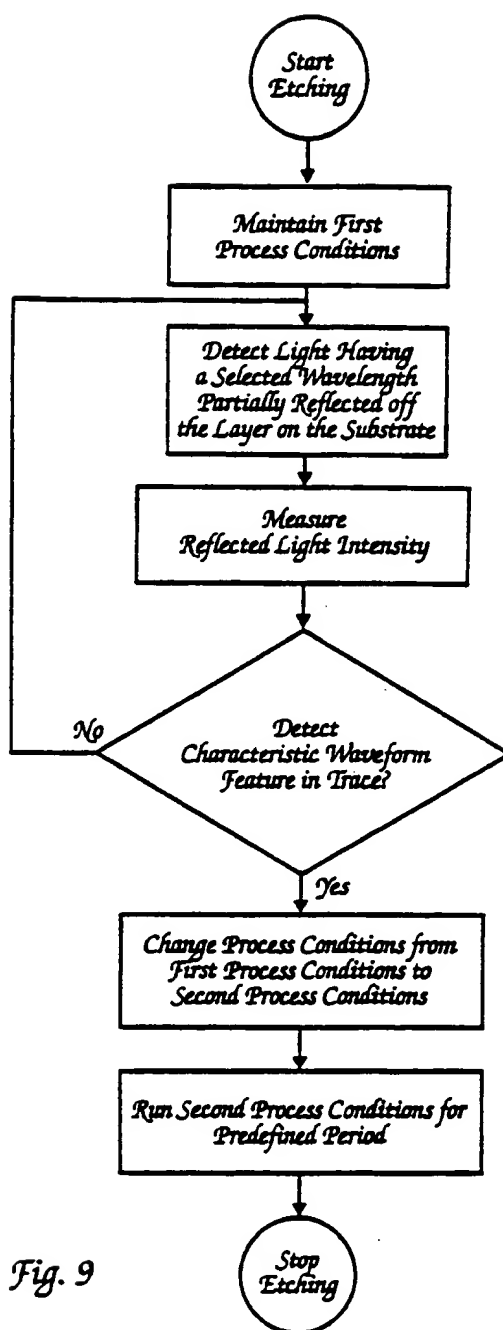 Start
Etching
Maintain First
Process Conditions
Detect Light Having
a Selected Wavelength
Partially Reflected off
the Layer on the Substrate
Measure
Reflected Light Intensity
No
Detect
Characteristic Waveform
Feature in Trace?
Yes
Change Process Conditions from
First Process Conditions to
Second Process Conditions
Run Second Process Conditions for
Predefined Period
Stop
Etching
Fig. 9